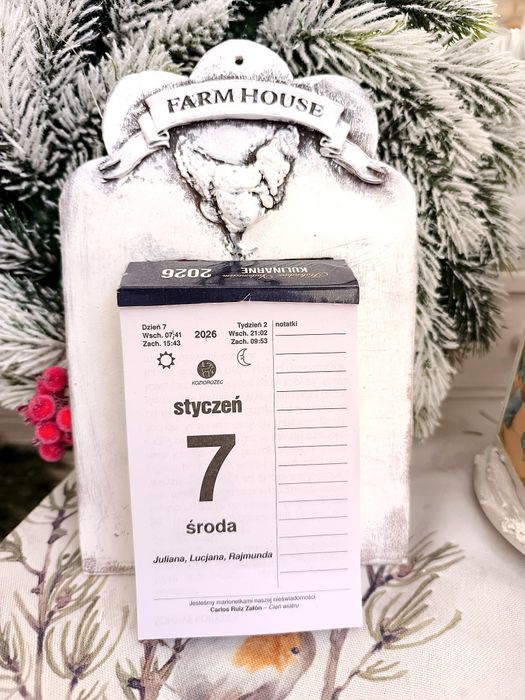 FARM HOUSE
2026 KULINARNE
Dzień 7
Wsch. 07:41
Zach. 15:43
2026
Tydzień 2
Wsch. 21:02
Zach. 09:53
notatki
KOZIOROŻEC
styczeń
7
środa
Juliana, Lucjana, Rajmunda
Jesteśmy marionetkami naszej nieświadomości.
Carlos Ruiz Zafón – Cień wiatru